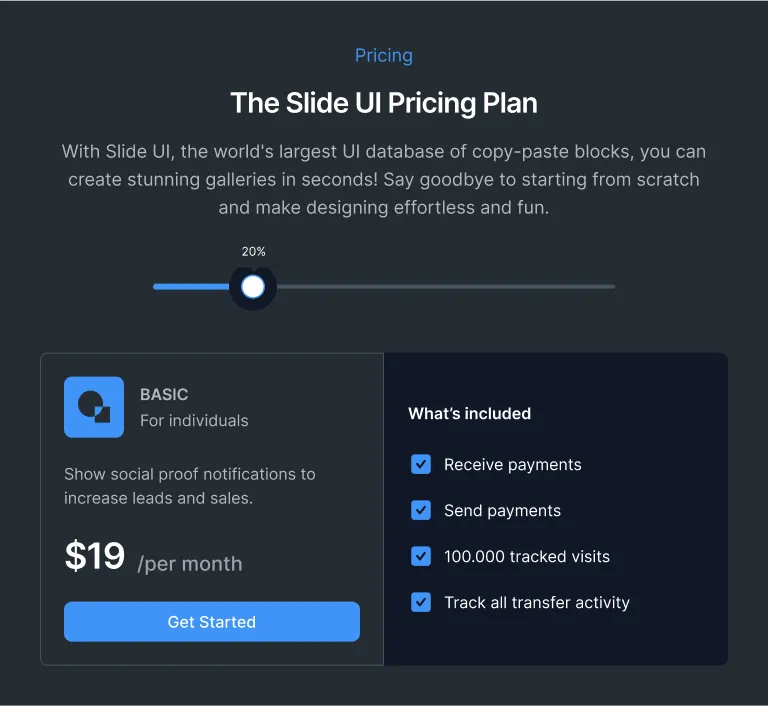 Pricing
The Slide UI Pricing Plan
With Slide UI, the world's largest UI database of copy-paste blocks, you can
create stunning galleries in seconds! Say goodbye to starting from scratch
and make designing effortless and fun.
20%
BASIC
For individuals
Show social proof notifications to
increase leads and sales.
$19 /per month
Get Started
What’s included
Receive payments
Send payments
100.000 tracked visits
Track all transfer activity